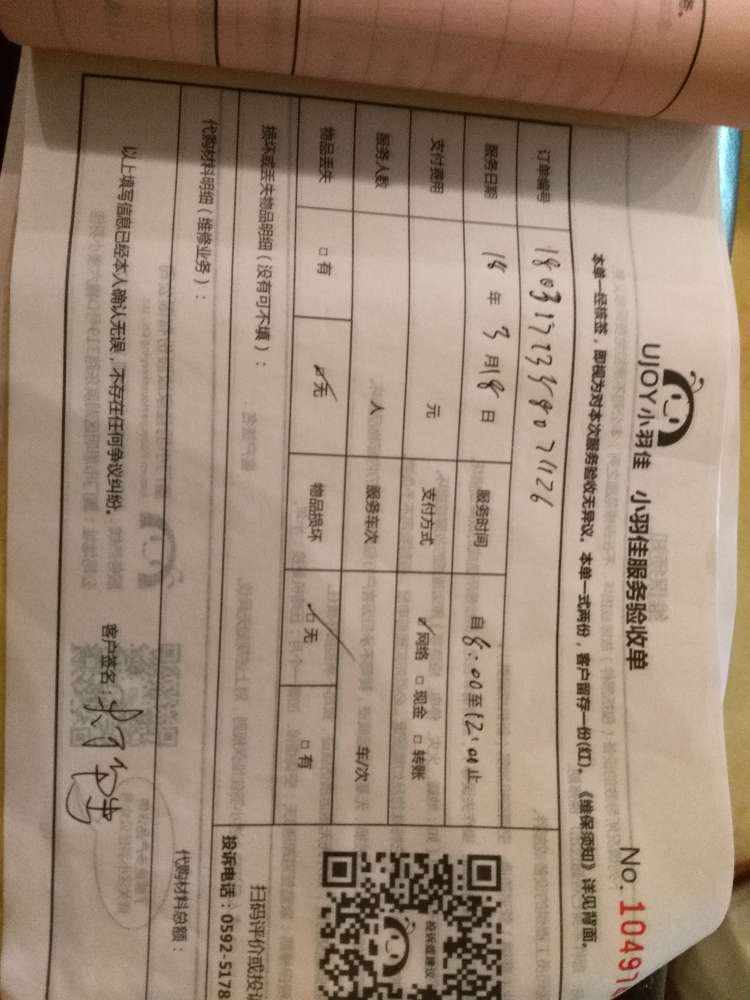 UJOY小羽佳 小羽佳服务验收单 No. 10497
本单一经核签，即视为对本次服务验收无异议。本单一式两份，客户留存一份(红)。《维保须知》详见背面。
订单编号
服务日期 18 年 3 月 18 日 服务时间 自 8:00 至 12:00 止
支付费用 元 支付方式 ☑网络 □现金 □转账
服务人数 人 服务车次 车/次
物品丢失 □有 ☑无 物品损坏 ☑无 □有
损坏或丢失物品明细（没有可不填）：
代购材料明细（维修业务）： 代购材料总额：
以上填写信息已经本人确认无误，不存在任何争议纠纷。 客户签名：
投诉或建议
扫码评价或投
投诉电话：0592-5178